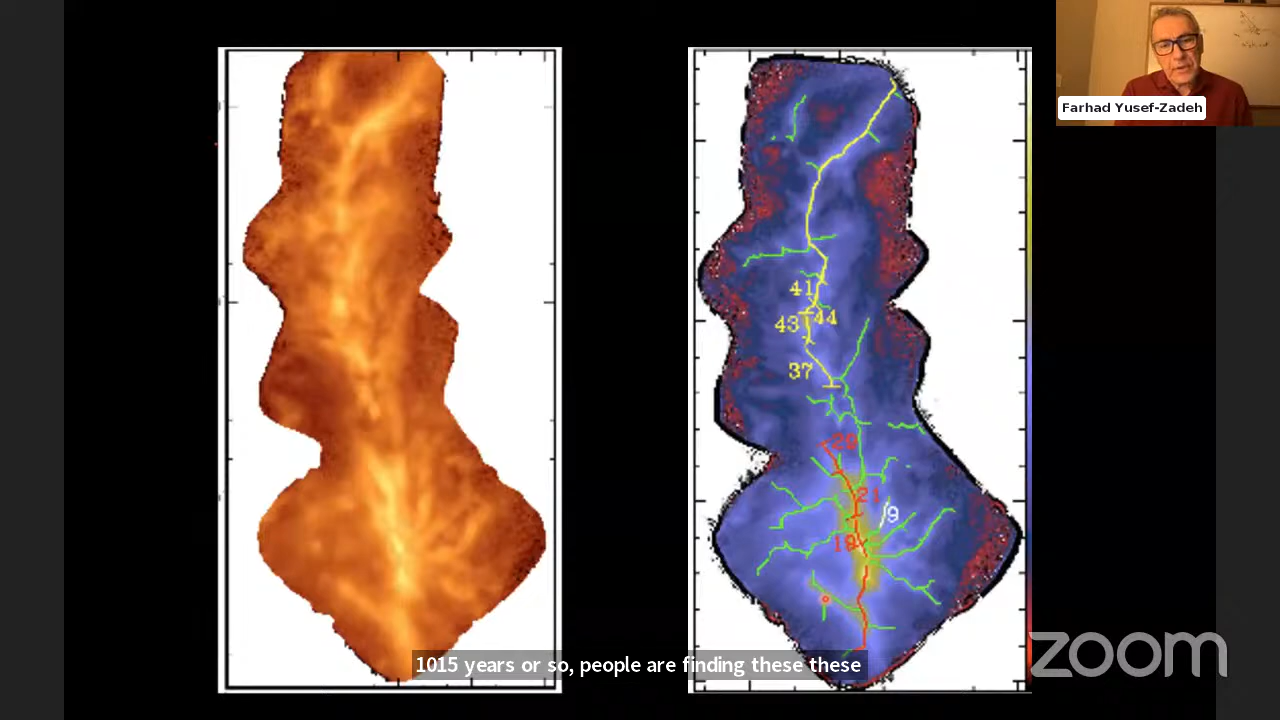 Farhad Yusef-Zadeh
41
43 44
37
20
21
9
18
1015 years or so, people are finding these these
zoom